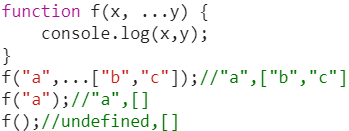 function f(x, ...y) {
    console.log(x,y);
}
f("a",...["b","c"]);//"a",["b","c"]
f("a");//"a",[]
f();//undefined,[]